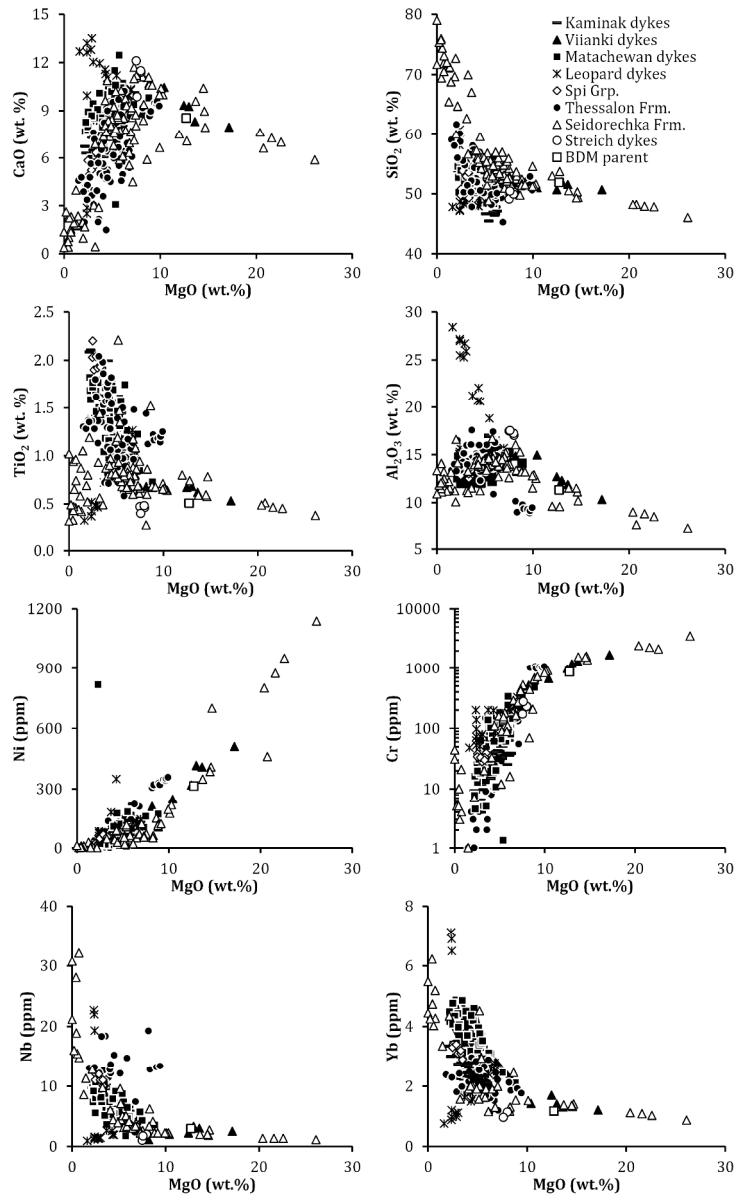 CaO (wt. %)
15
12
9
6
3
0
0 10 20 30
MgO (wt.%)
SiO₂ (wt. %)
80
70
60
50
40
0 10 20 30
MgO (wt.%)
Kaminak dykes
Viianki dykes
Matachewan dykes
Leopard dykes
Spi Grp.
Thessalon Frm.
Seidorechka Frm.
Streich dykes
BDM parent
TiO₂ (wt. %)
2.5
2.0
1.5
1.0
0.5
0.0
0 10 20 30
MgO (wt.%)
Al₂O₃ (wt. %)
30
25
20
15
10
5
0 10 20 30
MgO (wt.%)
Ni (ppm)
1200
900
600
300
0
0 10 20 30
MgO (wt.%)
Cr (ppm)
10000
1000
100
10
1
0 10 20 30
MgO (wt.%)
Nb (ppm)
40
30
20
10
0
0 10 20 30
MgO (wt.%)
Yb (ppm)
8
6
4
2
0
0 10 20 30
MgO (wt.%)